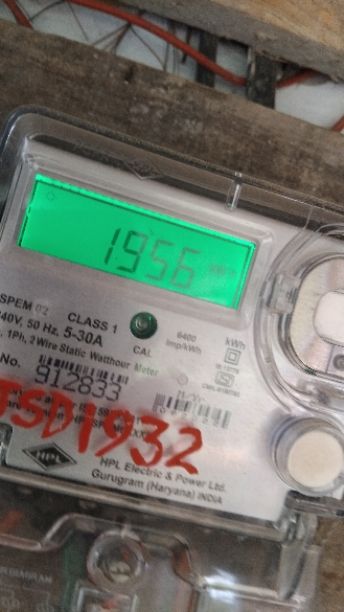 1956
SPEM 02 CLASS 1
240V, 50 Hz, 5-30A
1Ph, 2 Wire Static Watthour Meter
CAL
6400
imp/kWh
kWh
No. 912833
TSD1932
HPL
HPL Electric & Power Ltd.
Gurugram (Haryana) INDIA